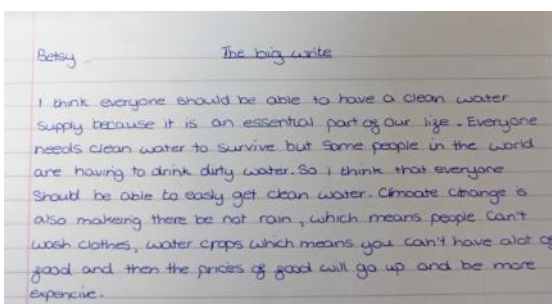 Betsy The big write
I think everyone should be able to have a clean water
supply because it is an essential part of our life. Everyone
needs clean water to survive but some people in the world
are having to drink dirty water. So i think that everyone
should be able to easly get clean water. Climoate change is
also makeing there be not rain, which means people can't
wash clothes, water crops which means you can't have alot of
food and then the prices of food will go up and be more
expencive.